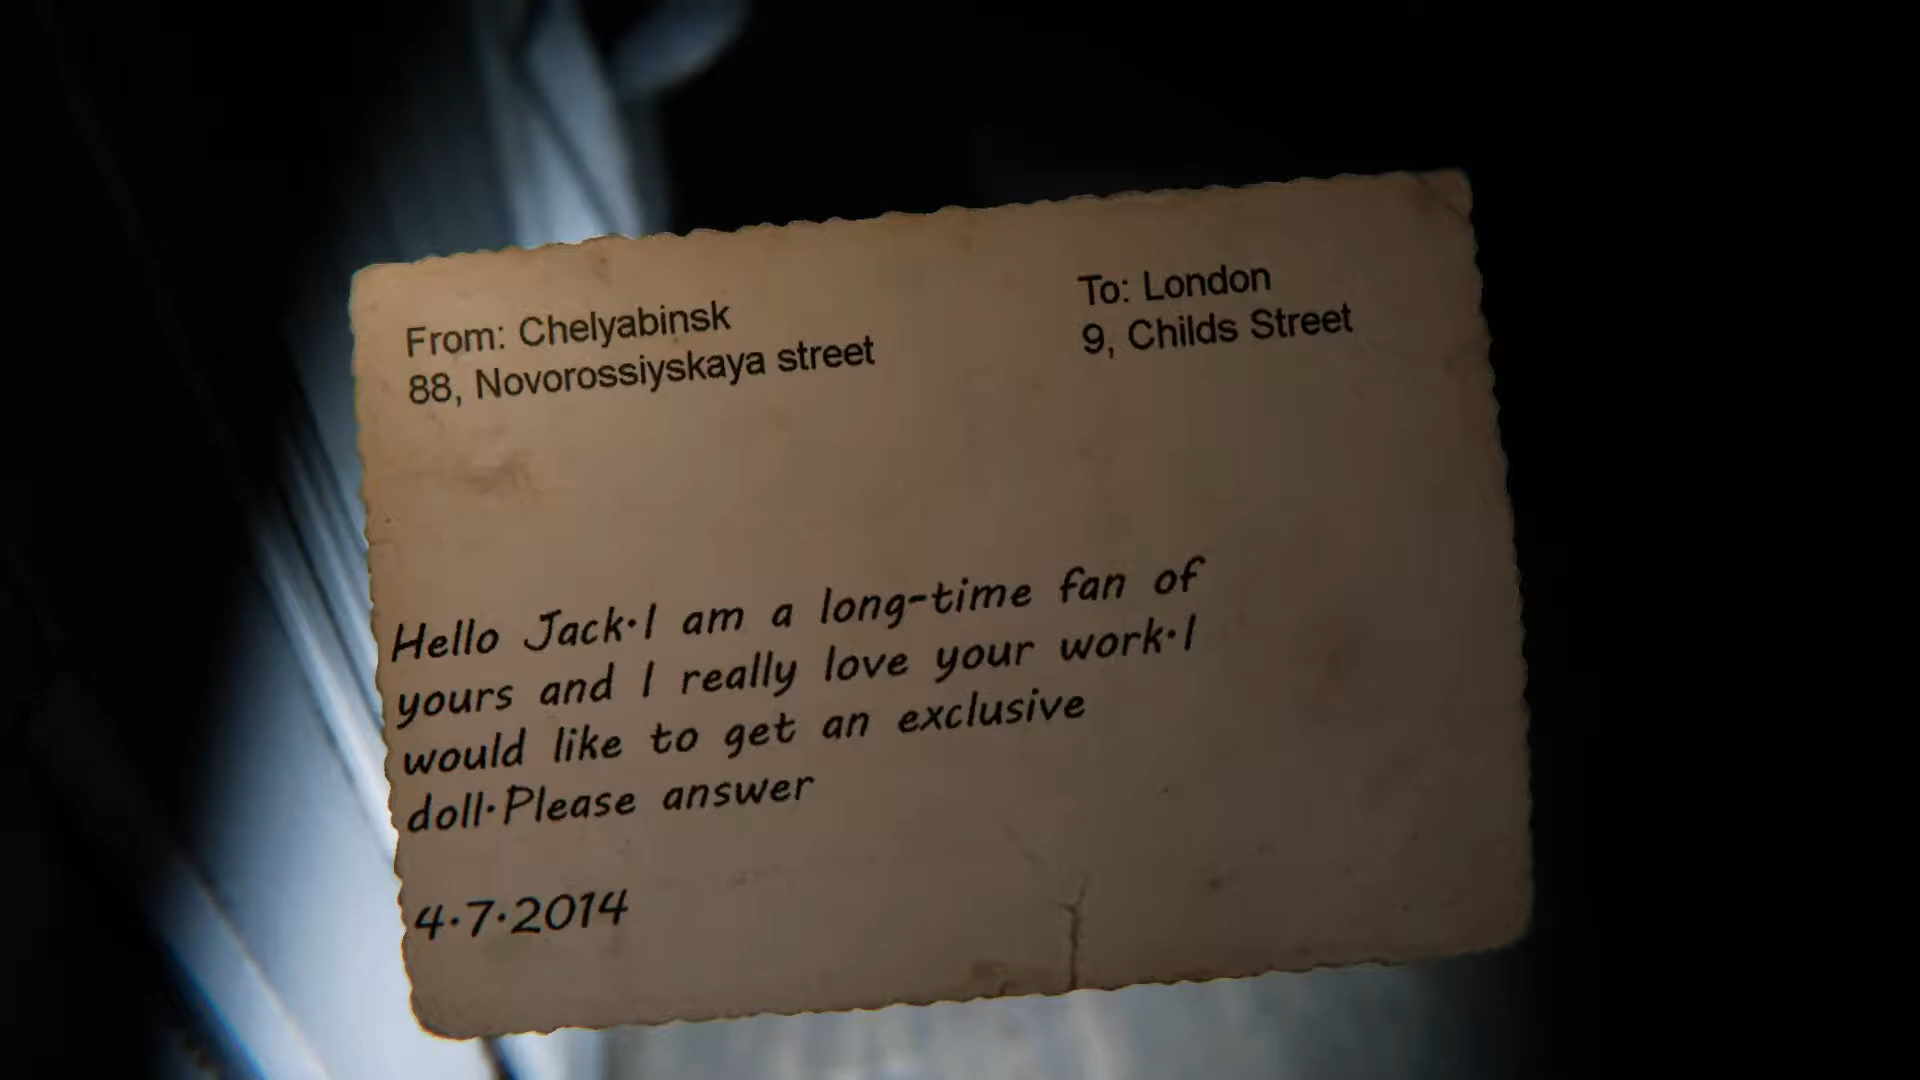 From: Chelyabinsk
88, Novorossiyskaya street
To: London
9, Childs Street
Hello Jack.I am a long-time fan of
yours and I really love your work.I
would like to get an exclusive
doll.Please answer
4.7.2014